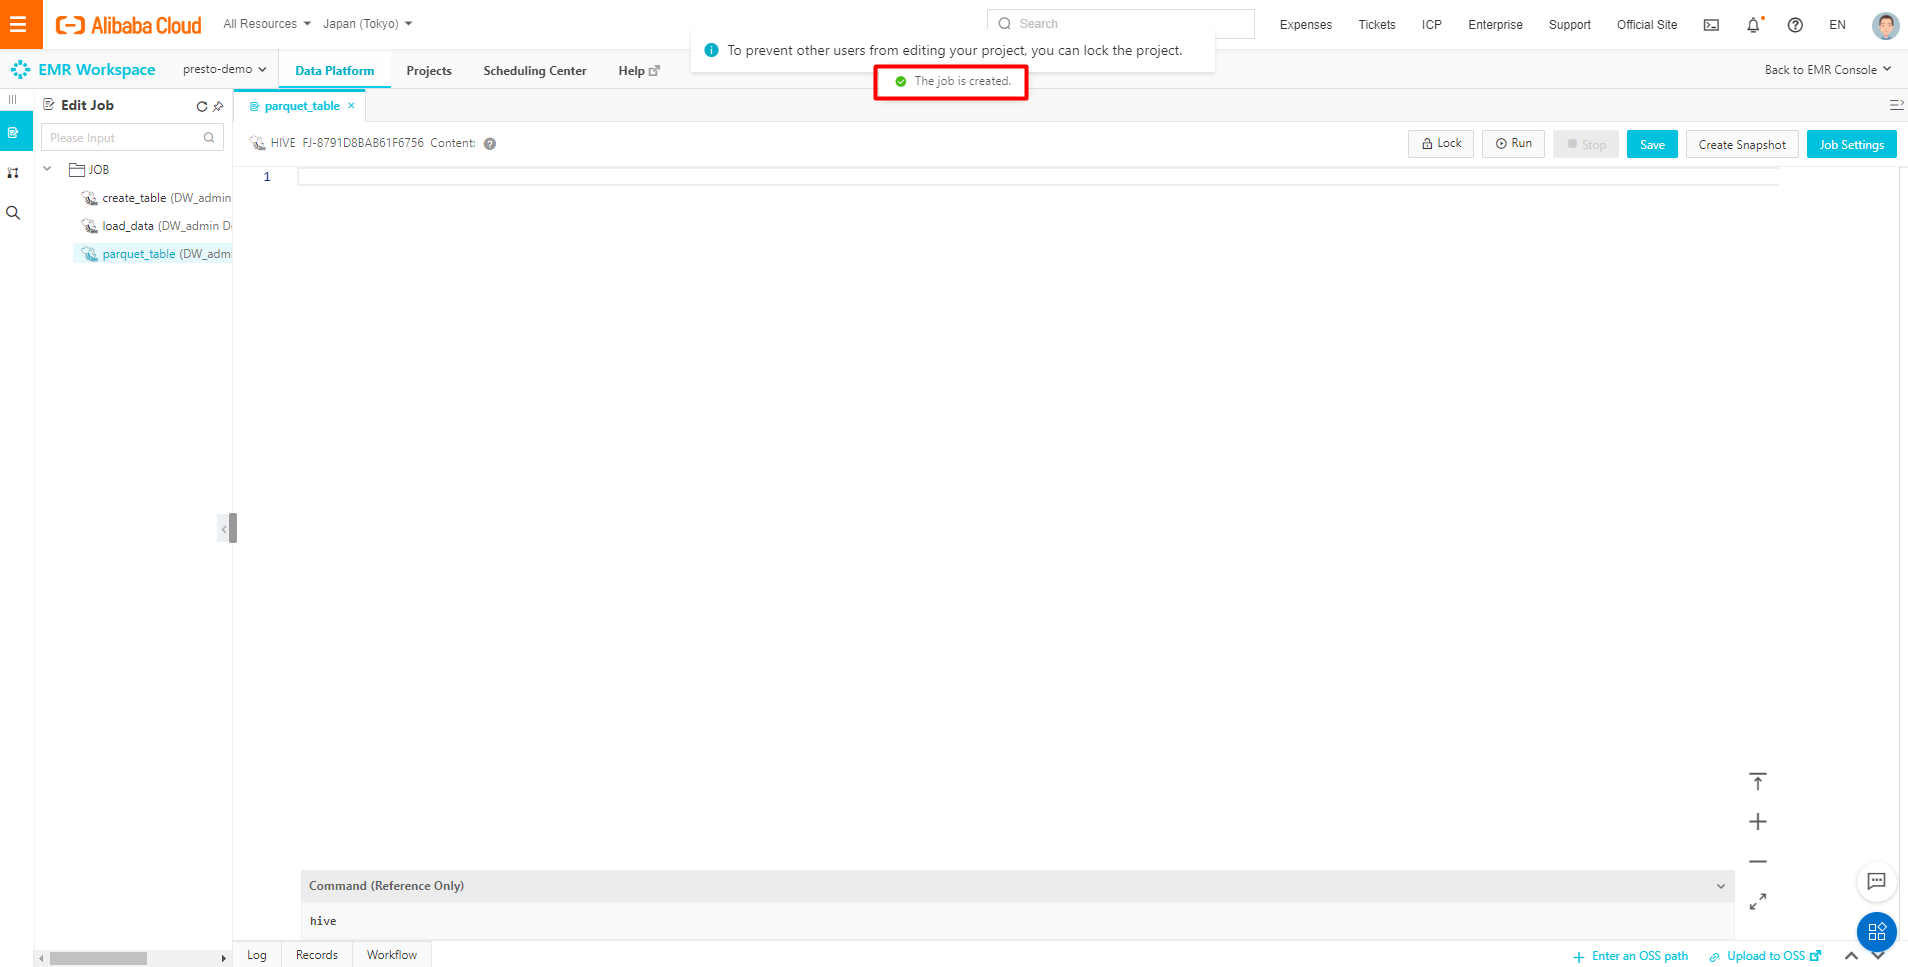 Alibaba Cloud All Resources Japan (Tokyo) Search Expenses Tickets ICP Enterprise Support Official Site EN
To prevent other users from editing your project, you can lock the project.
EMR Workspace presto-demo Data Platform Projects Scheduling Center Help Back to EMR Console
The job is created.
Edit Job
parquet_table ×
Please Input
HIVE FJ-8791D8BAB61F6756 Content: ?
Lock Run Stop Save Create Snapshot Job Settings
JOB
1
create_table (DW_admin
load_data (DW_admin D
parquet_table (DW_adm
Command (Reference Only)
hive
Log Records Workflow
Enter an OSS path Upload to OSS